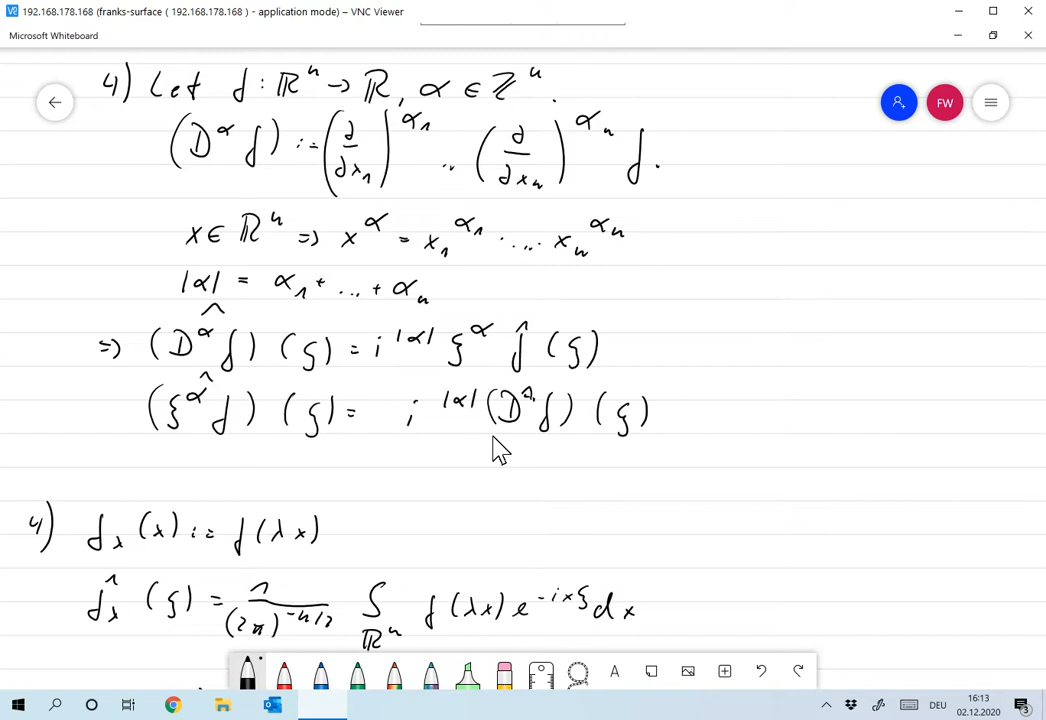 192.168.178.168 (franks-surface ( 192.168.178.168 ) - application mode) – VNC Viewer
Microsoft Whiteboard
FW
4) Let f : ℝⁿ → ℝ, α ∈ ℤⁿ.
(D^α f) := (∂/∂x₁)^α₁ ... (∂/∂xₙ)^αₙ f.
x ∈ ℝⁿ ⇒ x^α = x₁^α₁ · ... · xₙ^αₙ
|α| = α₁ + ... + αₙ
⇒ (D^α f)^ (ξ) = i^|α| ξ^α f̂ (ξ)
(ξ^α f)^ (ξ) = i^|α| (D^α f)^ (ξ)
4) f_λ (x) := f(λx)
f̂_λ (ξ) = 1/(2π)^(-n/2) ∫_ℝⁿ f(λx) e^(-ixξ) dx
A
DEU
16:13
02.12.2020
3